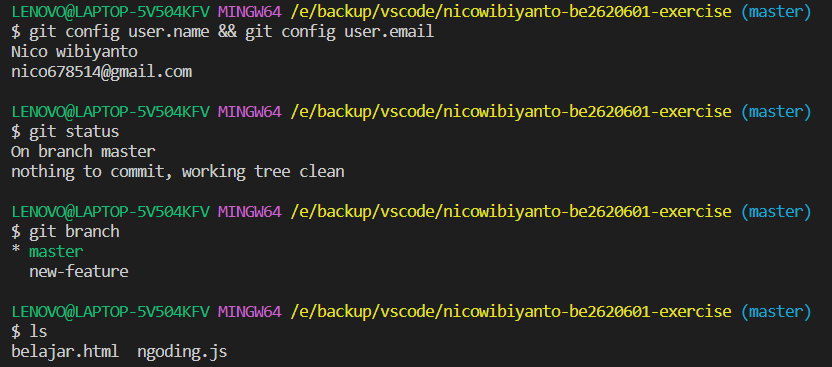 LENOVO@LAPTOP-5V504KFV MINGW64 /e/backup/vscode/nicowibiyanto-be2620601-exercise (master)
$ git config user.name && git config user.email
Nico wibiyanto
nico678514@gmail.com
LENOVO@LAPTOP-5V504KFV MINGW64 /e/backup/vscode/nicowibiyanto-be2620601-exercise (master)
$ git status
On branch master
nothing to commit, working tree clean
LENOVO@LAPTOP-5V504KFV MINGW64 /e/backup/vscode/nicowibiyanto-be2620601-exercise (master)
$ git branch
* master
  new-feature
LENOVO@LAPTOP-5V504KFV MINGW64 /e/backup/vscode/nicowibiyanto-be2620601-exercise (master)
$ ls
belajar.html  ngoding.js